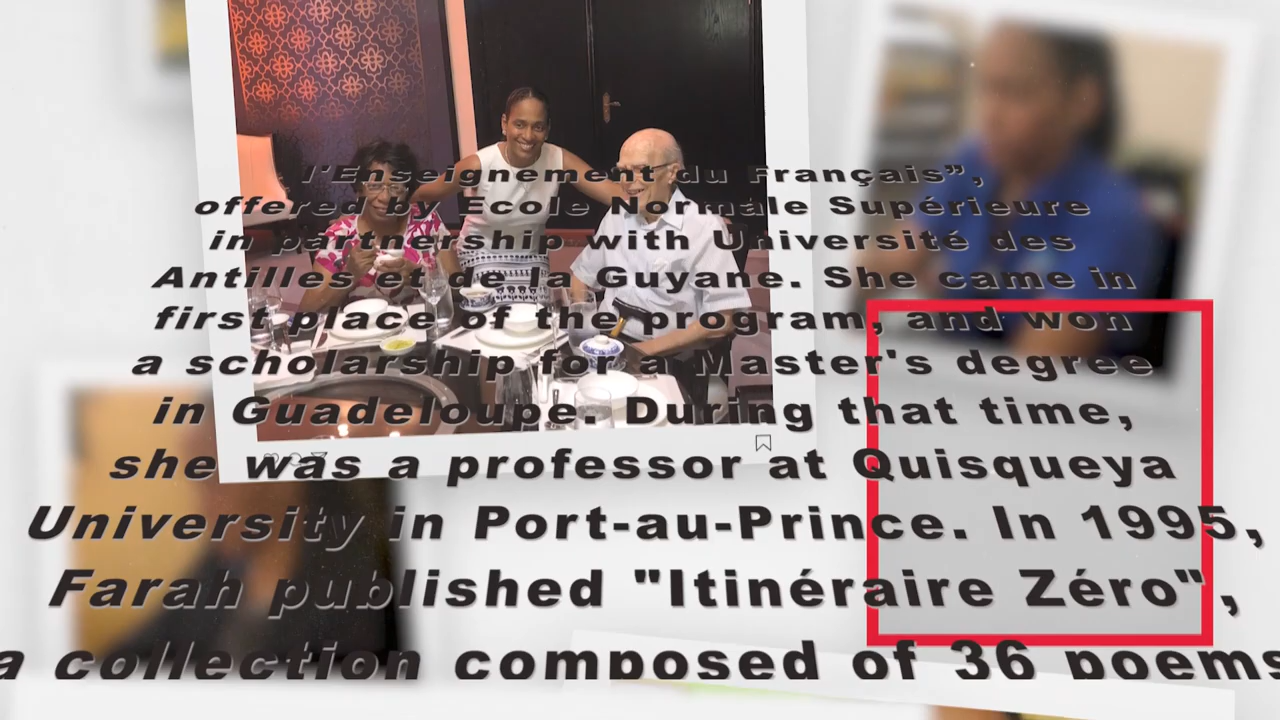 l'Enseignement du Français”,
offered by Ecole Normale Supérieure
in partnership with Université des
Antilles et de la Guyane. She came in
first place of the program, and won
a scholarship for a Master's degree
in Guadeloupe. During that time,
she was a professor at Quisqueya
University in Port-au-Prince. In 1995,
Farah published "Itinéraire Zéro",
a collection composed of 36 poems